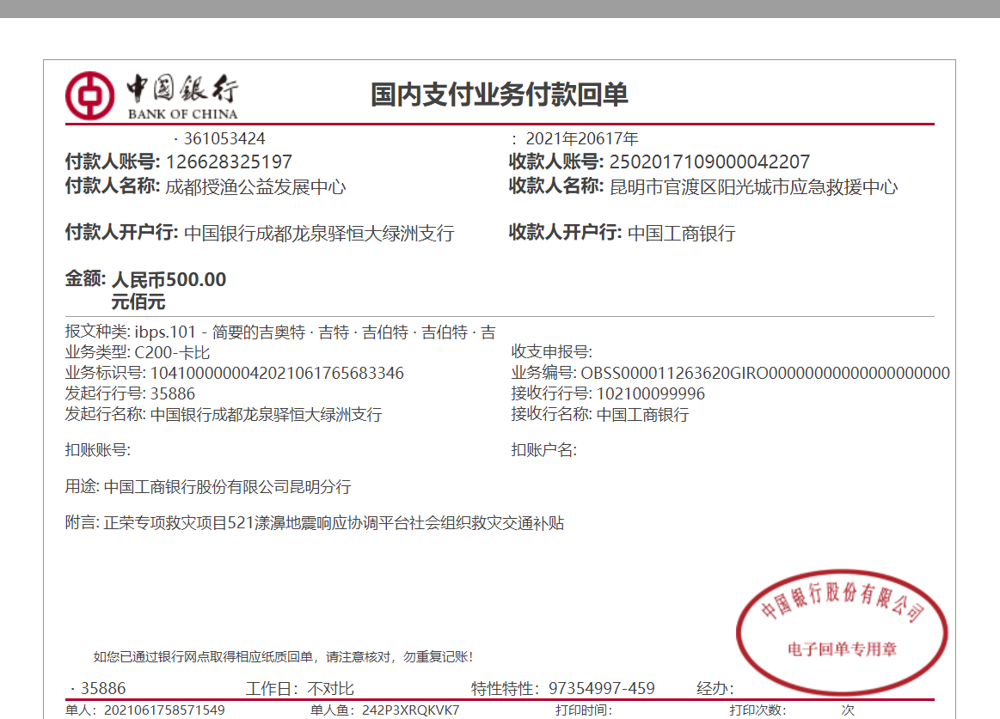 中国銀行
BANK OF CHINA
国内支付业务付款回单
· 361053424 : 2021年20617年
付款人账号: 126628325197 收款人账号: 2502017109000042207
付款人名称: 成都授渔公益发展中心 收款人名称: 昆明市官渡区阳光城市应急救援中心
付款人开户行: 中国银行成都龙泉驿恒大绿洲支行 收款人开户行: 中国工商银行
金额: 人民币500.00
元佰元
报文种类: ibps.101 - 简要的吉奥特 · 吉特 · 吉伯特 · 吉伯特 · 吉
业务类型: C200-卡比 收支申报号:
业务标识号: 1041000000042021061765683346 业务编号: OBSS000011263620GIRO00000000000000000000
发起行行号: 35886 接收行行号: 102100099996
发起行名称: 中国银行成都龙泉驿恒大绿洲支行 接收行名称: 中国工商银行
扣账账号: 扣账户名:
用途: 中国工商银行股份有限公司昆明分行
附言: 正荣专项救灾项目521漾濞地震响应协调平台社会组织救灾交通补贴
中国银行股份有限公司
电子回单专用章
如您已通过银行网点取得相应纸质回单，请注意核对，勿重复记账！
· 35886 工作日：不对比 特性特性：97354997-459 经办：
单人：2021061758571549 单人鱼：242P3XRQKVK7 打印时间： 打印次数： 次